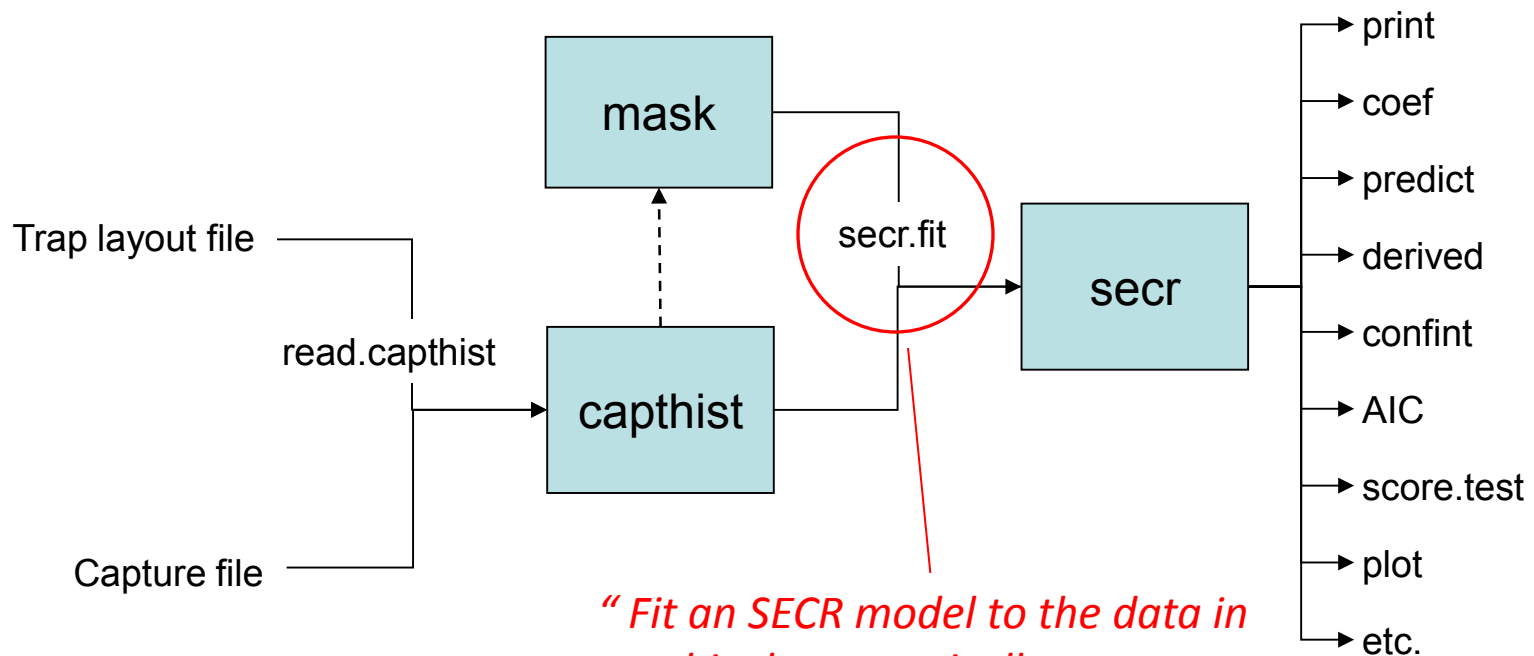 print
coef
predict
derived
confint
AIC
score.test
plot
etc.
mask
Trap layout file
secr.fit
secr
read.capthist
capthist
Capture file
“ Fit an SECR model to the data in